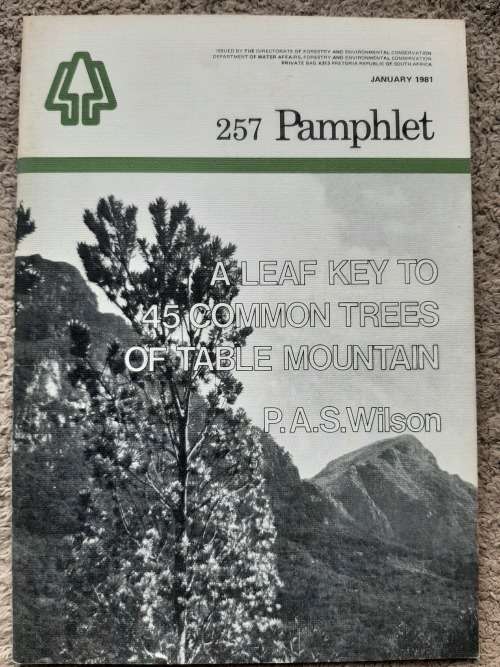 ISSUED BY THE DIRECTORATE OF FORESTRY AND ENVIRONMENTAL CONSERVATION
DEPARTMENT OF WATER AFFAIRS, FORESTRY AND ENVIRONMENTAL CONSERVATION
PRIVATE BAG X313 PRETORIA REPUBLIC OF SOUTH AFRICA
JANUARY 1981
257 Pamphlet
A LEAF KEY TO
45 COMMON TREES
OF TABLE MOUNTAIN
P.A.S.Wilson